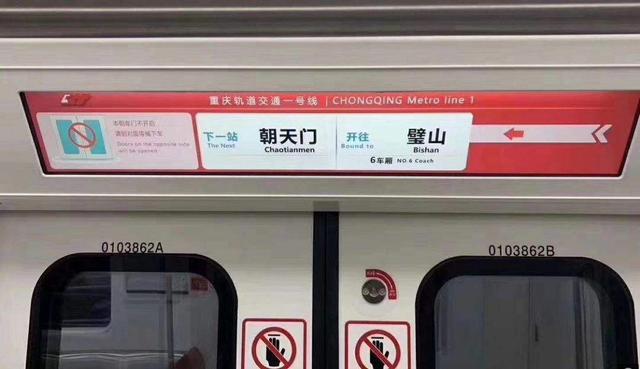 重庆轨道交通一号线 | CHONGQING Metro line 1
本侧车门不开启
请到对面等候下车
Doors on the opposite side
will be opened
下一站
The Next
朝天门
Chaotianmen
开往
Bound to
璧山
Bishan
6车厢 NO.6 Coach
0103862A
0103862B